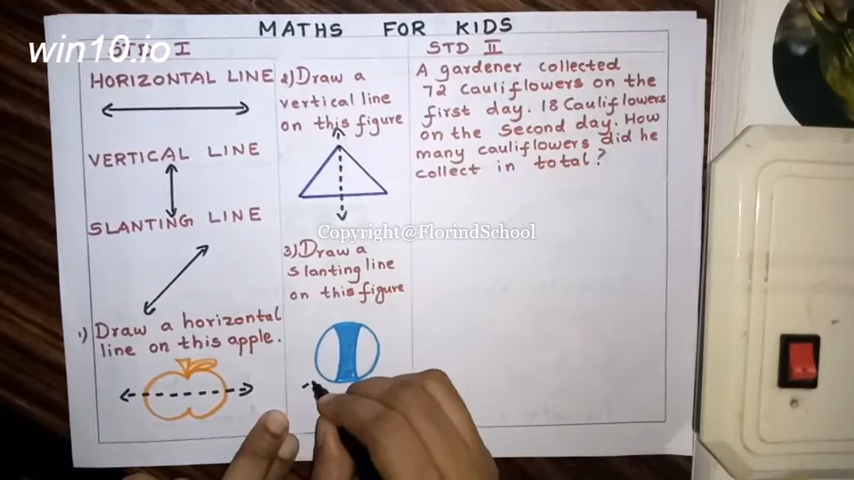 MATHS FOR KIDS
win10.io
STD I
HORIZONTAL LINE
VERTICAL LINE
SLANTING LINE
1) Draw a horizontal
line on this apple.
2) Draw a
vertical line
on this figure
3) Draw a
slanting line
on this figure
STD II
A gardener collected
72 cauliflowers on the
first day. 18 Cauliflowers
on the second day. How
many cauliflowers did he
collect in total?
Copyright@FlorindSchool